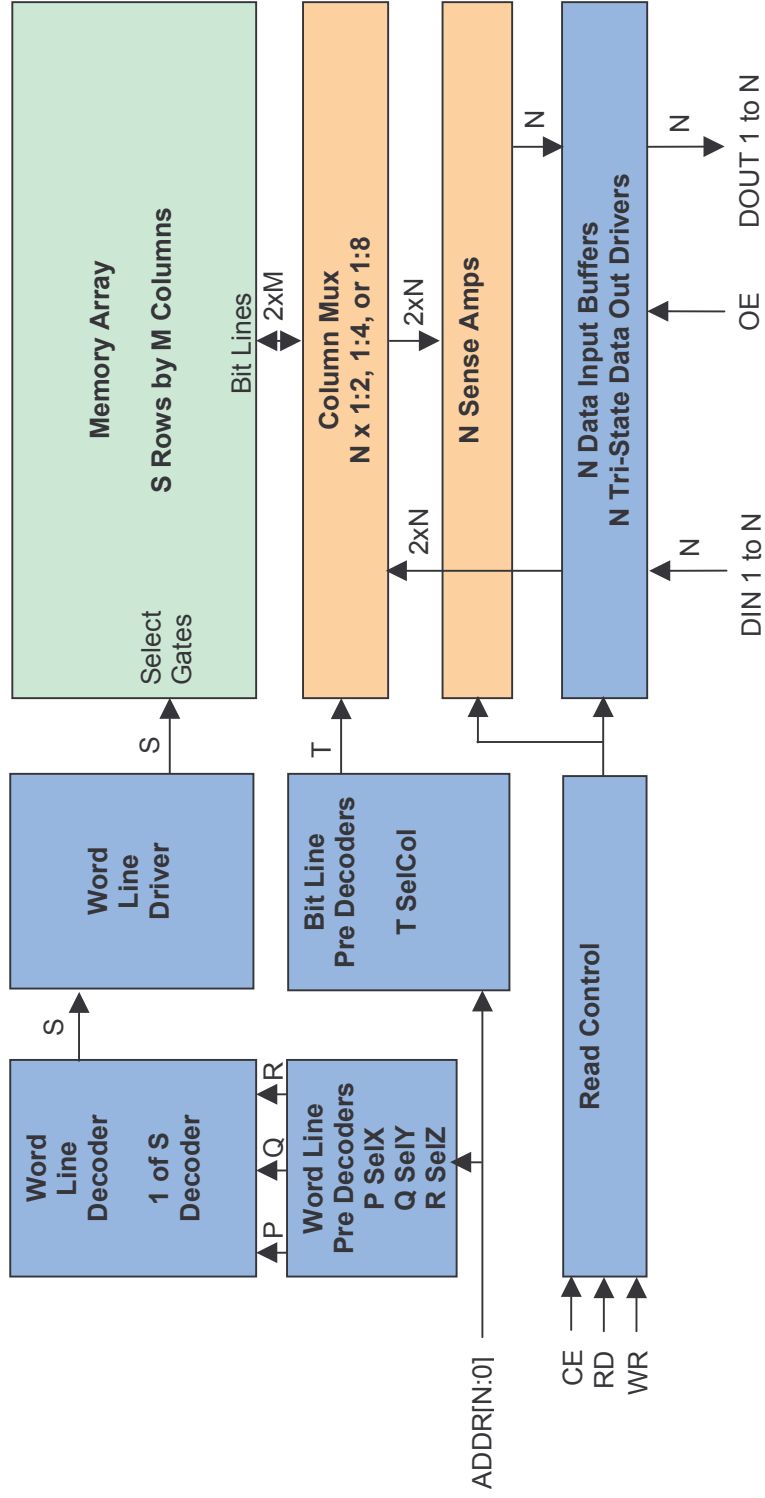 Word
Line
Decoder
1 of S
Decoder
S
Word
Line
Driver
S
Select
Gates
Memory Array
S Rows by M Columns
Bit Lines
2xM
P
Q
R
Word Line
Pre Decoders
P SelX
Q SelY
R SelZ
Bit Line
Pre Decoders
T SelCol
T
Column Mux
N x 1:2, 1:4, or 1:8
2xN
2xN
N Sense Amps
N
ADDR[N:0]
CE
RD
WR
Read Control
N Data Input Buffers
N Tri-State Data Out Drivers
N
N
DIN 1 to N
OE
DOUT 1 to N